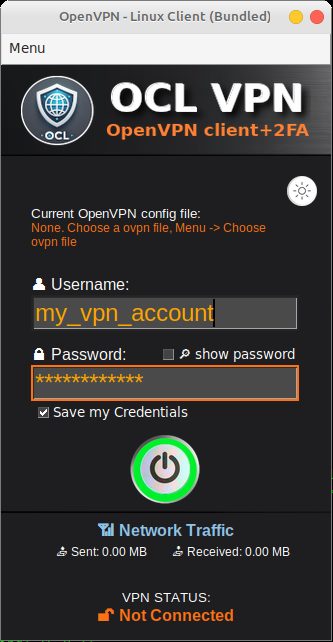 OpenVPN - Linux Client (Bundled)
Menu
OCL
OCL VPN
OpenVPN client+2FA
Current OpenVPN config file:
None. Choose a ovpn file, Menu -> Choose
ovpn file
Username:
my_vpn_account
Password:
show password
************
Save my Credentials
Network Traffic
Sent: 0.00 MB
Received: 0.00 MB
VPN STATUS:
Not Connected